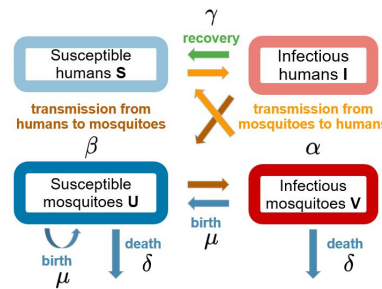 γ
recovery
Susceptible
humans S
Infectious
humans I
transmission from
humans to mosquitoes
transmission from
mosquitoes to humans
β
α
Susceptible
mosquitoes U
Infectious
mosquitoes V
birth
μ
birth
μ
death
δ
death
δ